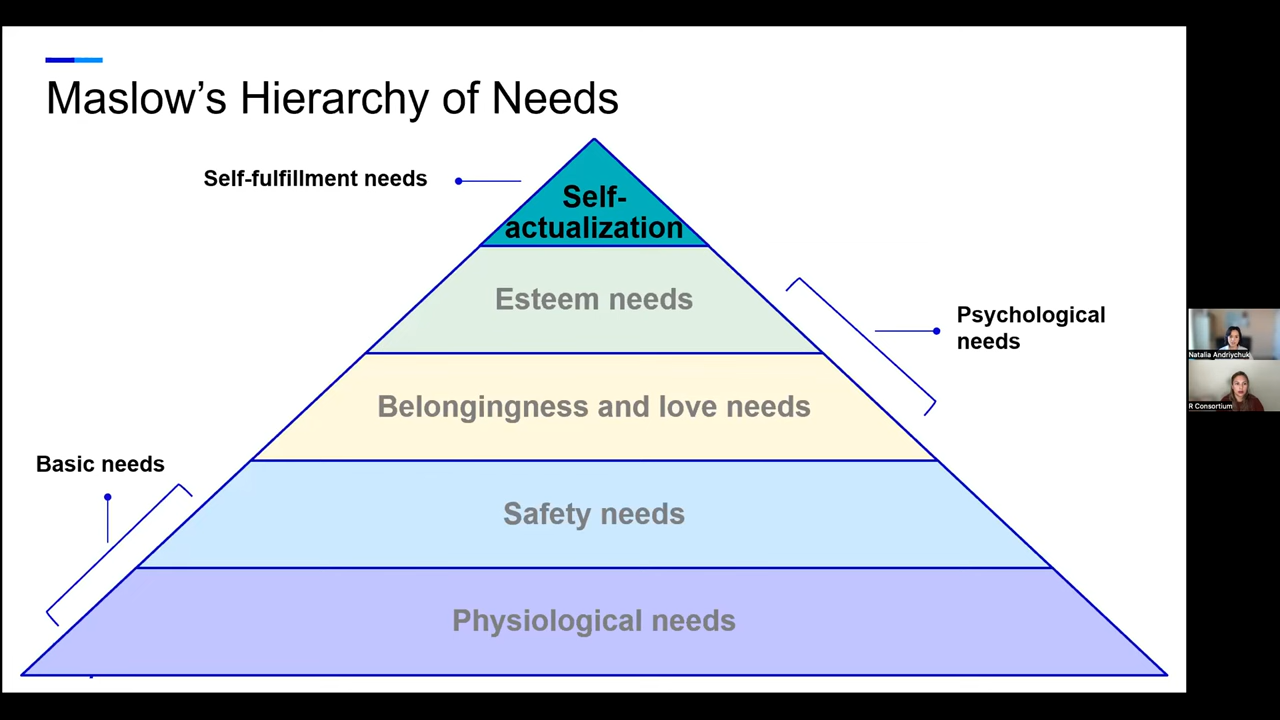 Maslow’s Hierarchy of Needs
Self-fulfillment needs
Self-
actualization
Esteem needs
Psychological
needs
Belongingness and love needs
Basic needs
Safety needs
Physiological needs
Natalia Andriychuk
R Consortium